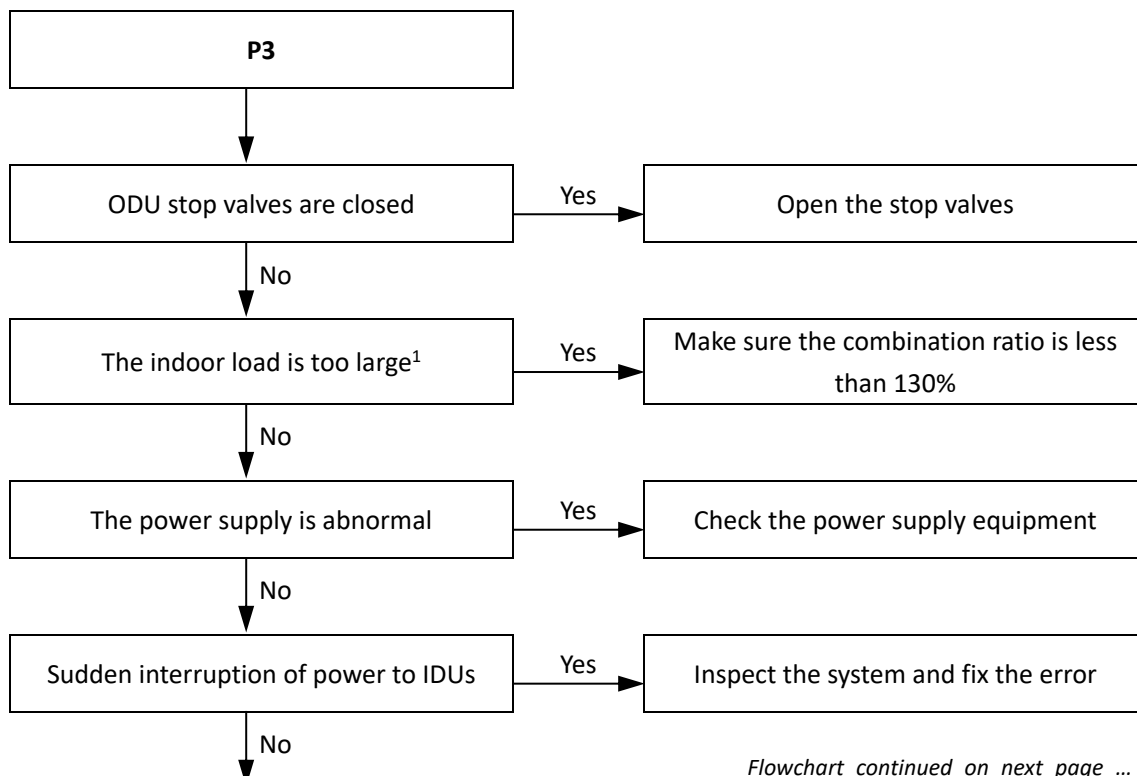 P3
ODU stop valves are closed
Yes
Open the stop valves
No
The indoor load is too large¹
Yes
Make sure the combination ratio is less
than 130%
No
The power supply is abnormal
Yes
Check the power supply equipment
No
Sudden interruption of power to IDUs
Yes
Inspect the system and fix the error
No
Flowchart continued on next page …